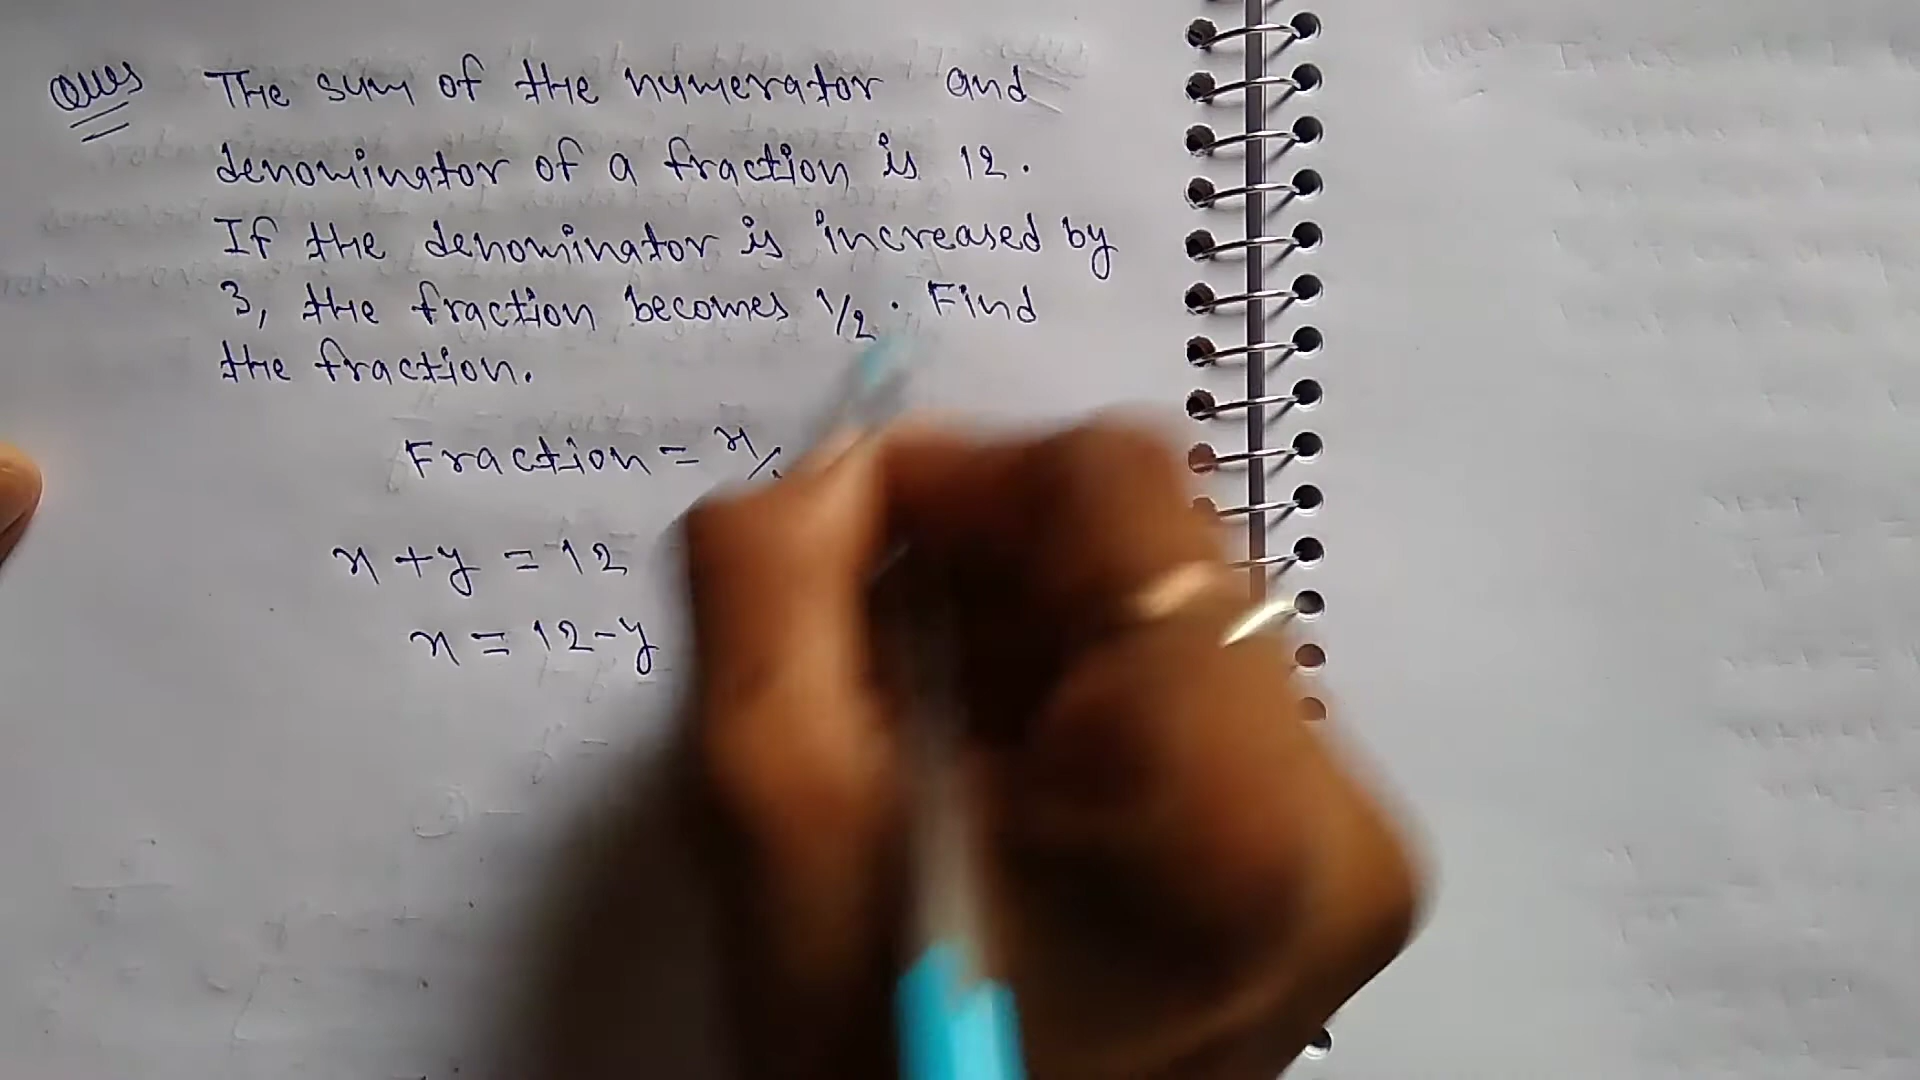 Ques The sum of the numerator and
denominator of a fraction is 12.
If the denominator is increased by
3, the fraction becomes 1/2. Find
the fraction.
Fraction = x/
x + y = 12
x = 12 - y